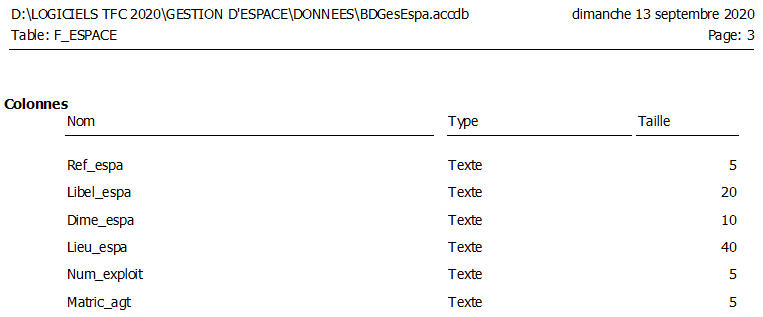 D:\LOGICIELS TFC 2020\GESTION D'ESPACE\DONNEES\BDGesEspa.accdb dimanche 13 septembre 2020
Table: F_ESPACE Page: 3
Colonnes
Nom Type Taille
Ref_espa Texte 5
Libel_espa Texte 20
Dime_espa Texte 10
Lieu_espa Texte 40
Num_exploit Texte 5
Matric_agt Texte 5